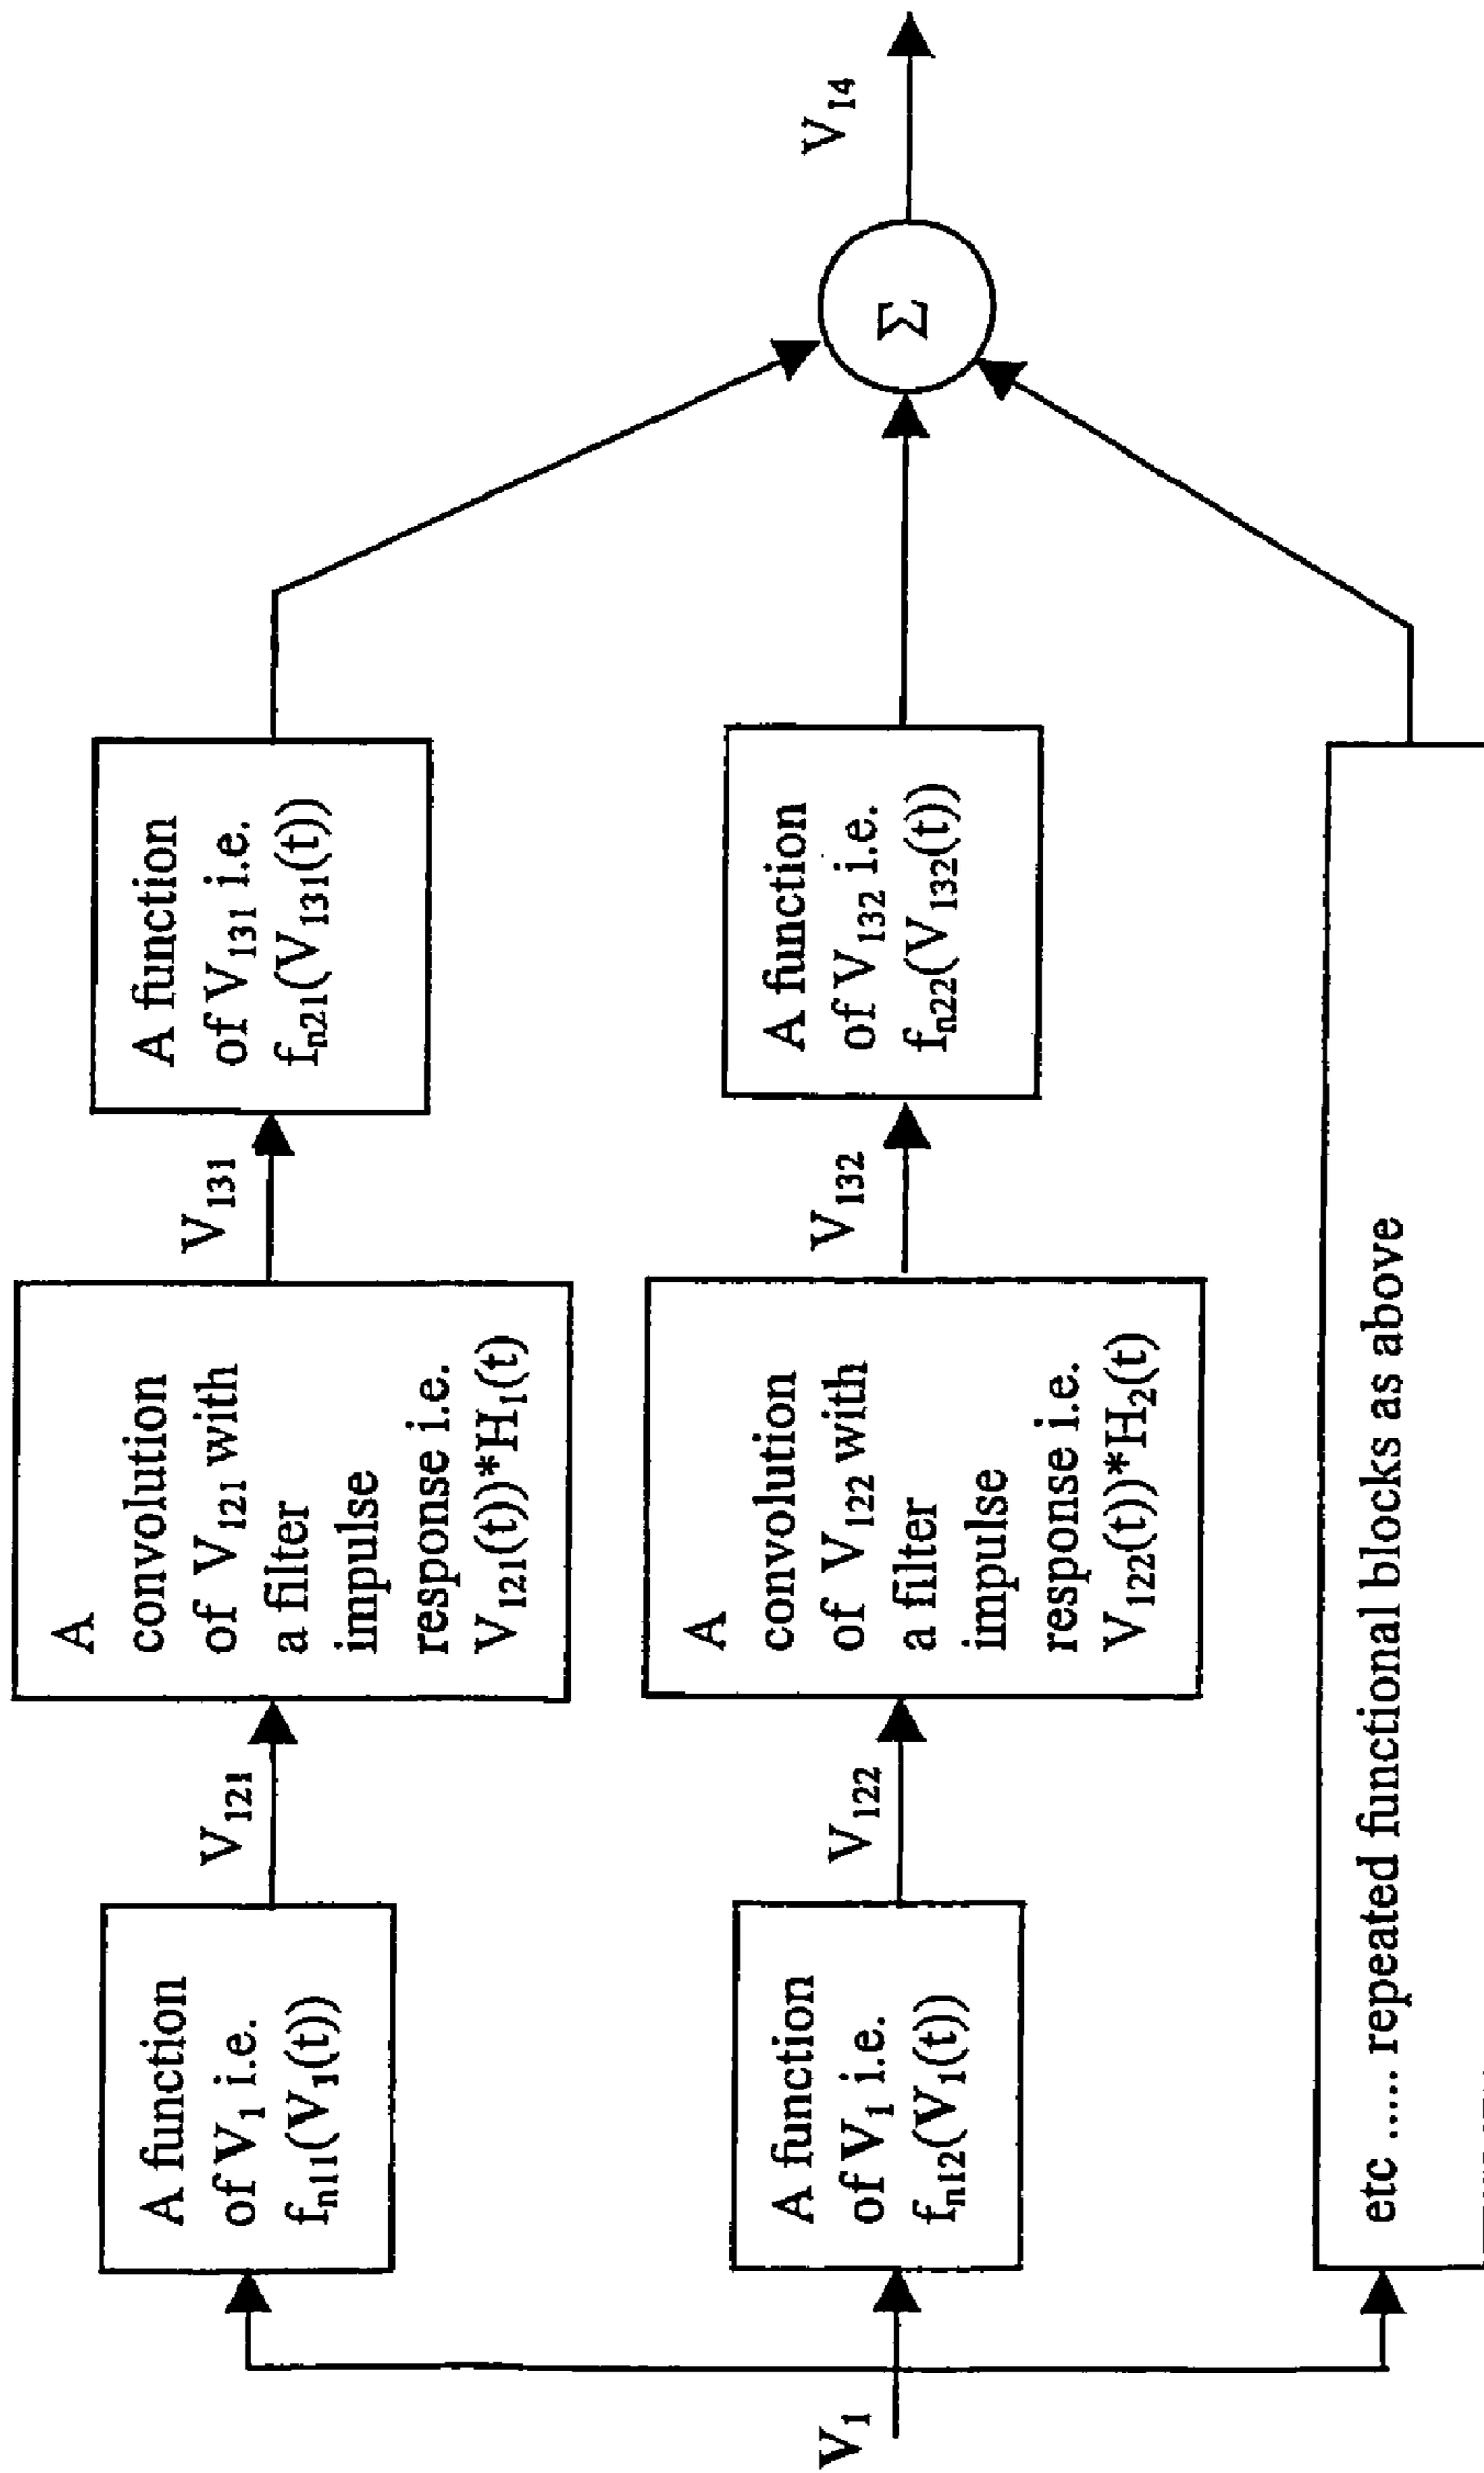 V₁
A function
of V₁ i.e.
fₙ₁₁(V₁(t))
V₁₂₁
A
convolution
of V₁₂₁ with
a filter
impulse
response i.e.
V₁₂₁(t))*H₁(t)
V₁₃₁
A function
of V₁₃₁ i.e.
fₙ₂₁(V₁₃₁(t))
A function
of V₁ i.e.
fₙ₁₂(V₁(t))
V₁₂₂
A
convolution
of V₁₂₂ with
a filter
impulse
response i.e.
V₁₂₂(t))*H₂(t)
V₁₃₂
A function
of V₁₃₂ i.e.
fₙ₂₂(V₁₃₂(t))
Σ
V₁₄
etc ..... repeated functional blocks as above